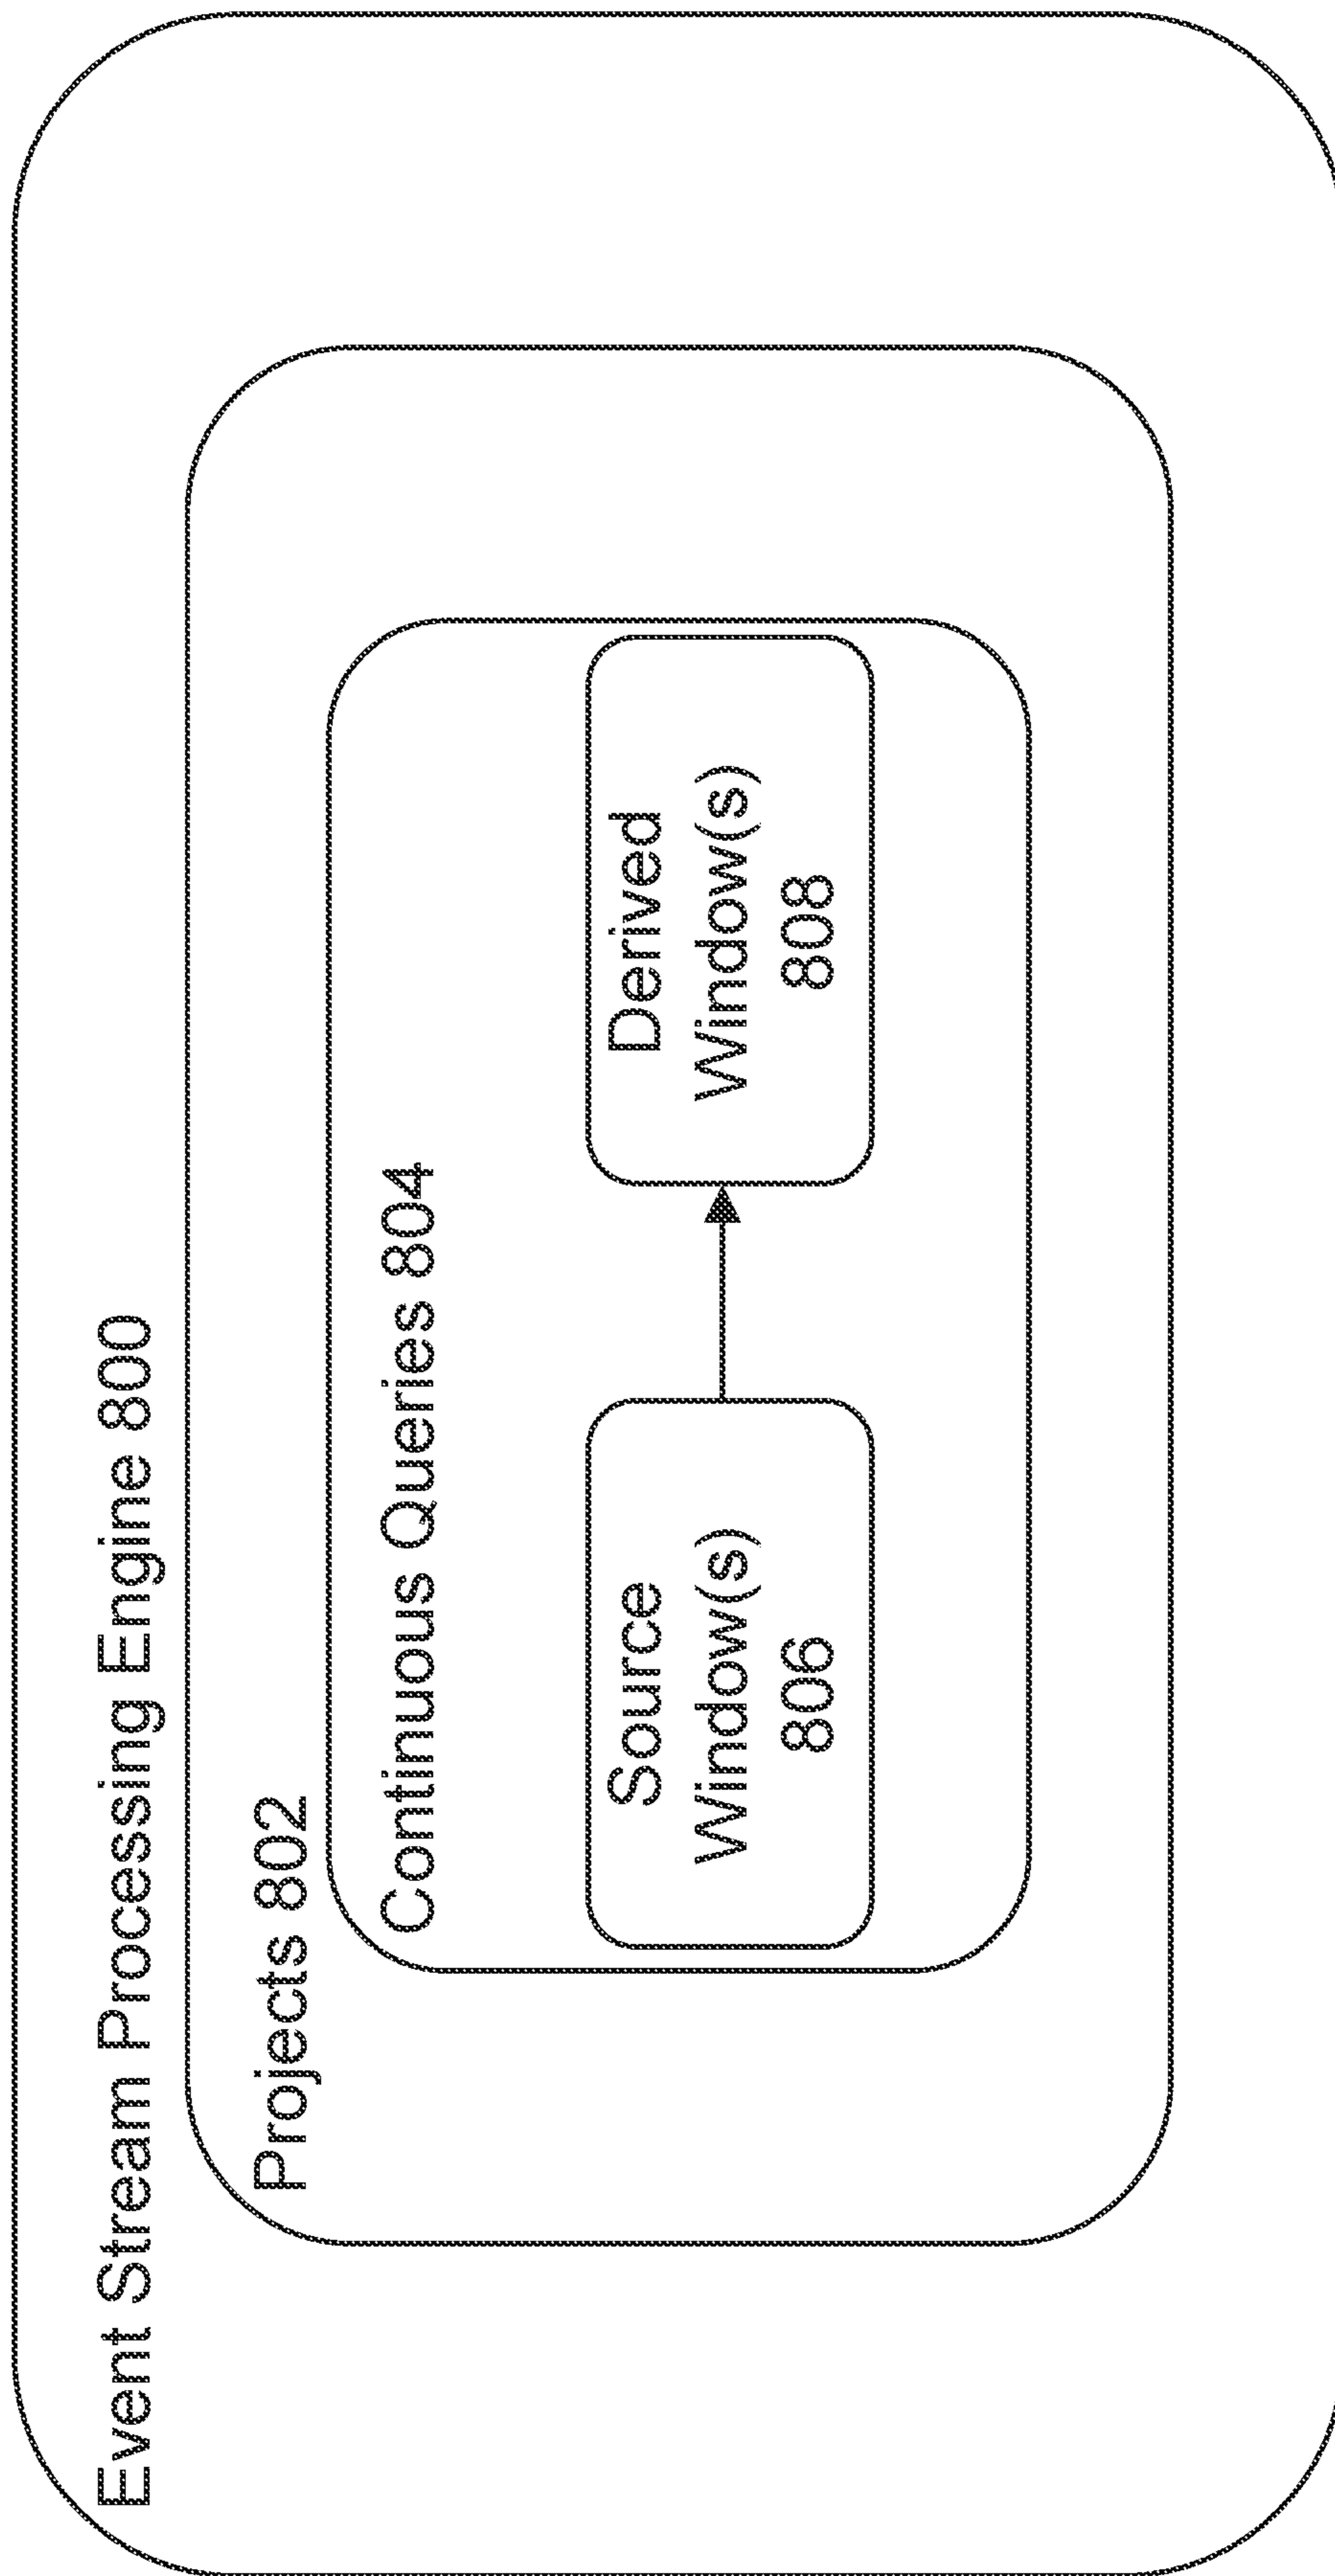 Event Stream Processing Engine 800
Projects 802
Continuous Queries 804
Source
Window(s)
806
Derived
Window(s)
808